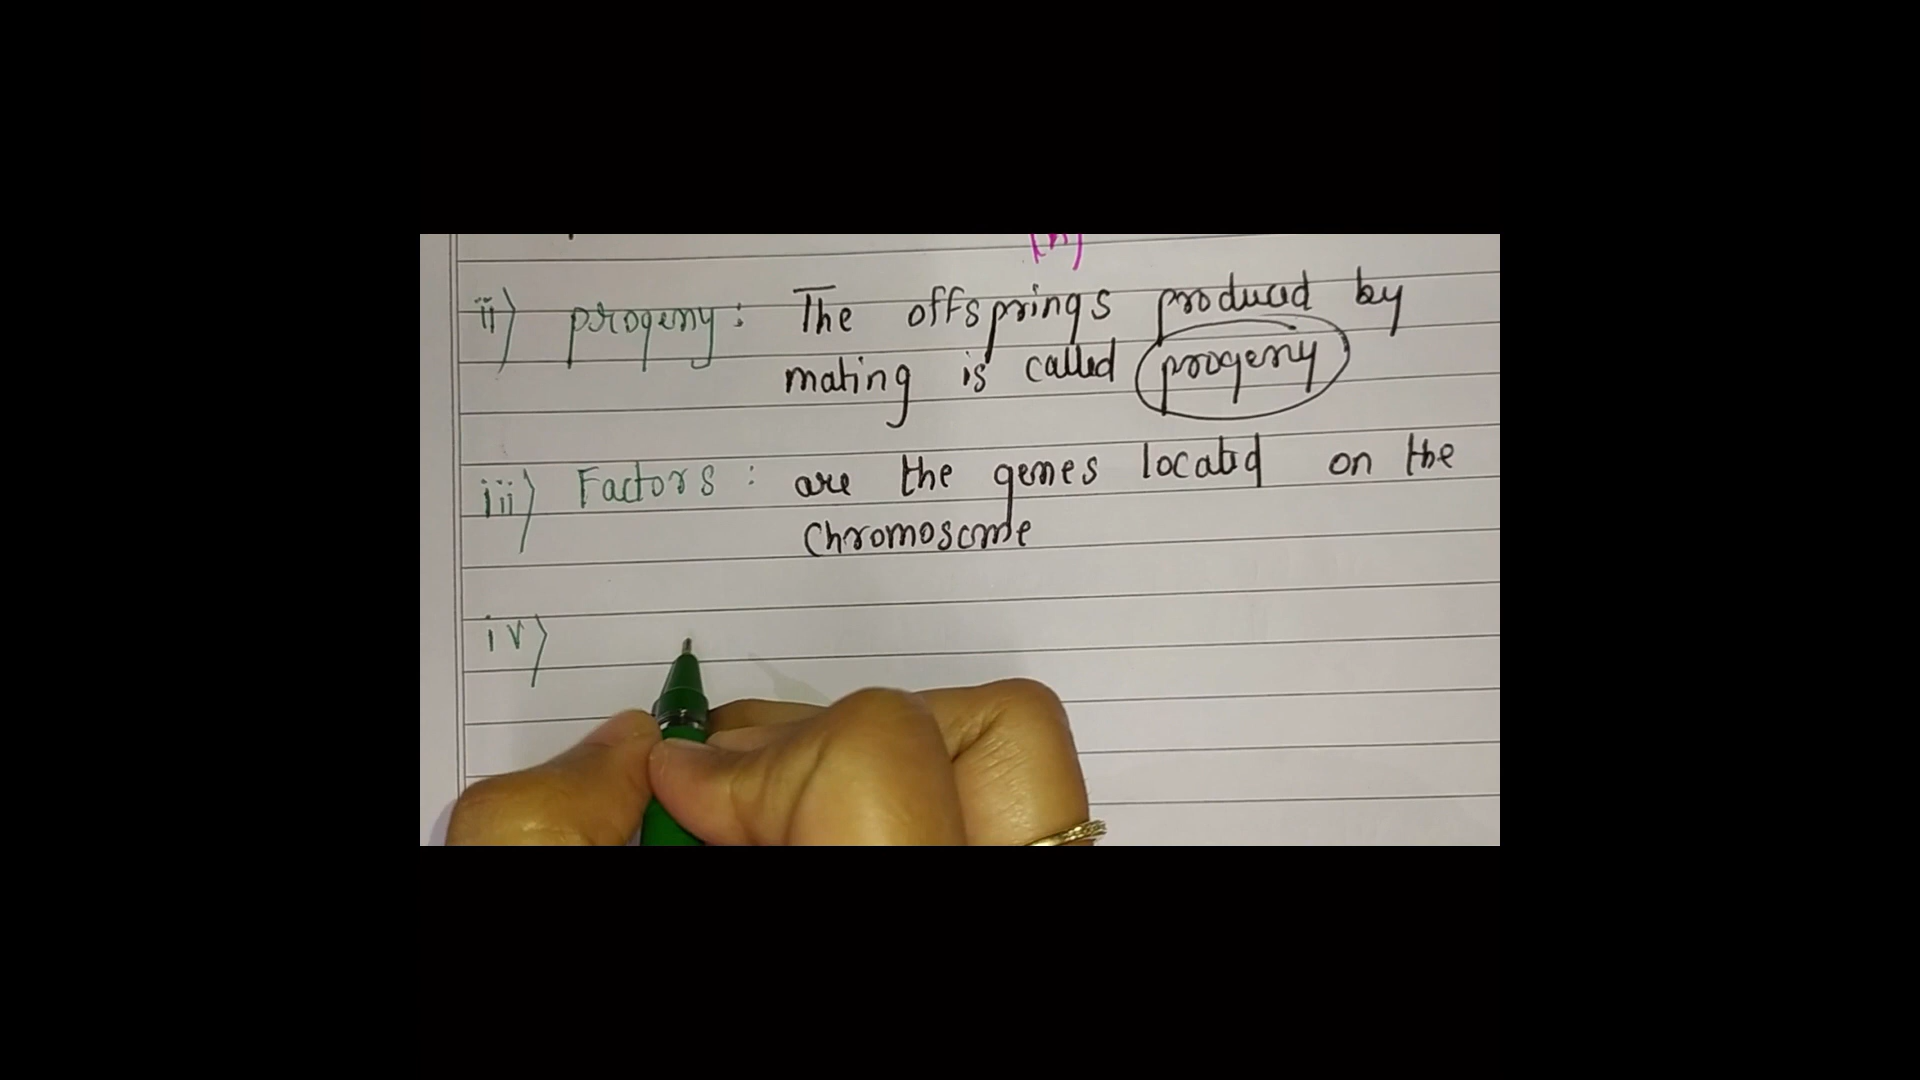 ii) progeny: The offsprings produced by
mating is called progeny
iii) Factors: are the genes located on the
chromosome
iv)